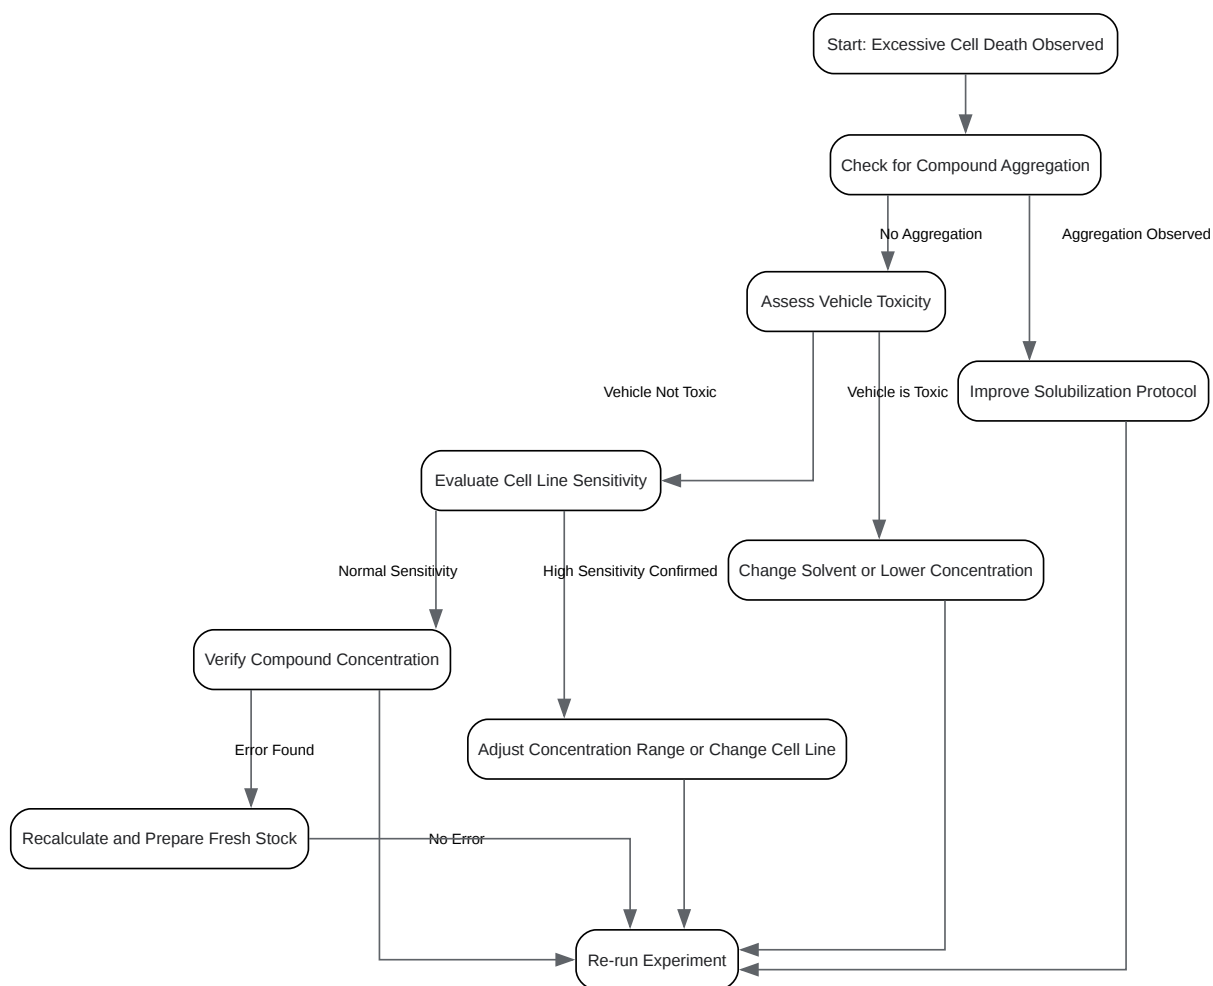 Start: Excessive Cell Death Observed
Check for Compound Aggregation
No Aggregation
Aggregation Observed
Assess Vehicle Toxicity
Vehicle Not Toxic
Vehicle is Toxic
Improve Solubilization Protocol
Evaluate Cell Line Sensitivity
Normal Sensitivity
High Sensitivity Confirmed
Change Solvent or Lower Concentration
Verify Compound Concentration
Error Found
Adjust Concentration Range or Change Cell Line
Recalculate and Prepare Fresh Stock
No Error
Re-run Experiment